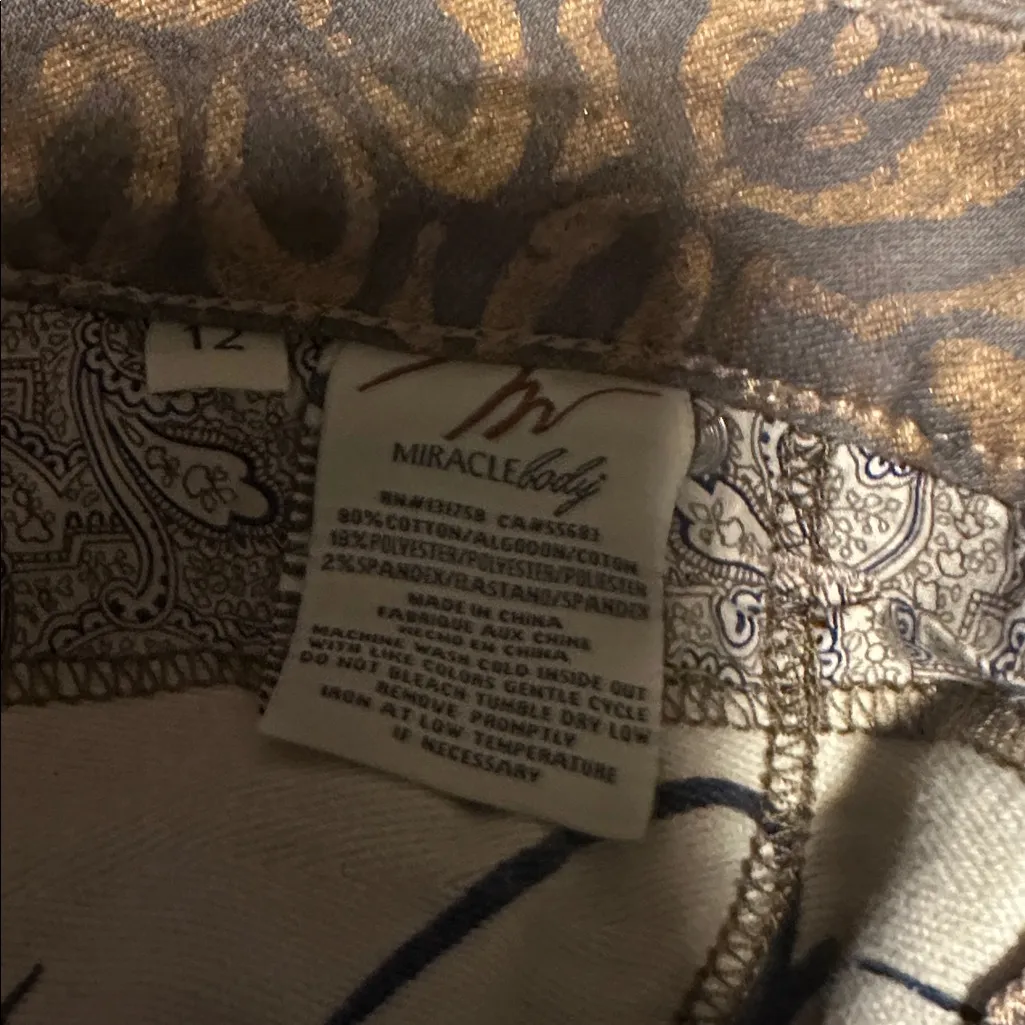 12
MIRACLEbody
RN#131758 CA#55683
80%COTTON/ALGODON/COTON
18%POLYESTER/POLIESTER/POLIESTER
2%SPANDEX/ELASTANO/SPANDEX
MADE IN CHINA
FABRIQUE AUX CHINE
HECHO EN CHINA
MACHINE WASH COLD INSIDE OUT
WITH LIKE COLORS GENTLE CYCLE
DO NOT BLEACH TUMBLE DRY LOW
REMOVE PROMPTLY
IRON AT LOW TEMPERATURE
IF NECESSARY